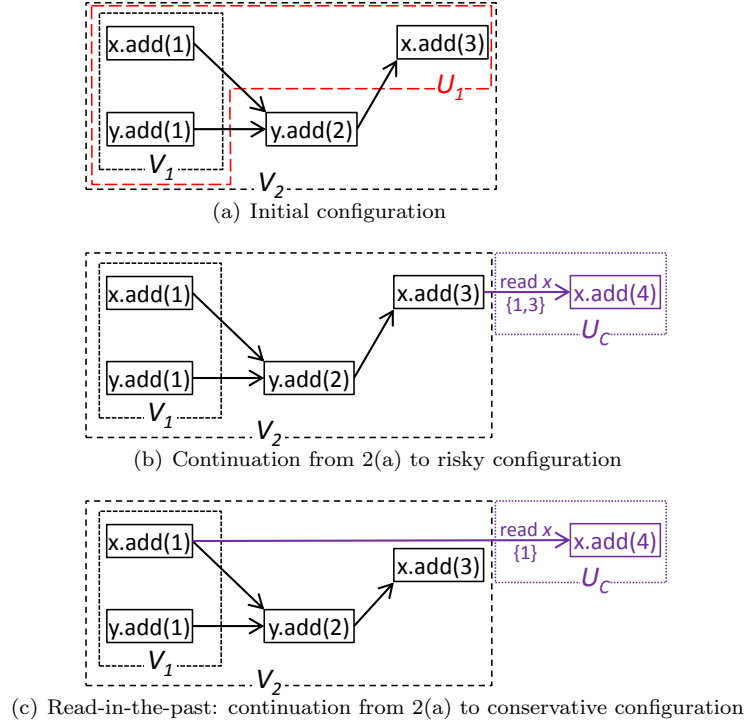 x.add(1)
x.add(3)
U1
y.add(1)
y.add(2)
V1
V2
(a) Initial configuration
x.add(1)
x.add(3)
read x
{1,3}
x.add(4)
UC
y.add(1)
y.add(2)
V1
V2
(b) Continuation from 2(a) to risky configuration
x.add(1)
read x
{1}
x.add(4)
x.add(3)
UC
y.add(1)
y.add(2)
V1
V2
(c) Read-in-the-past: continuation from 2(a) to conservative configuration